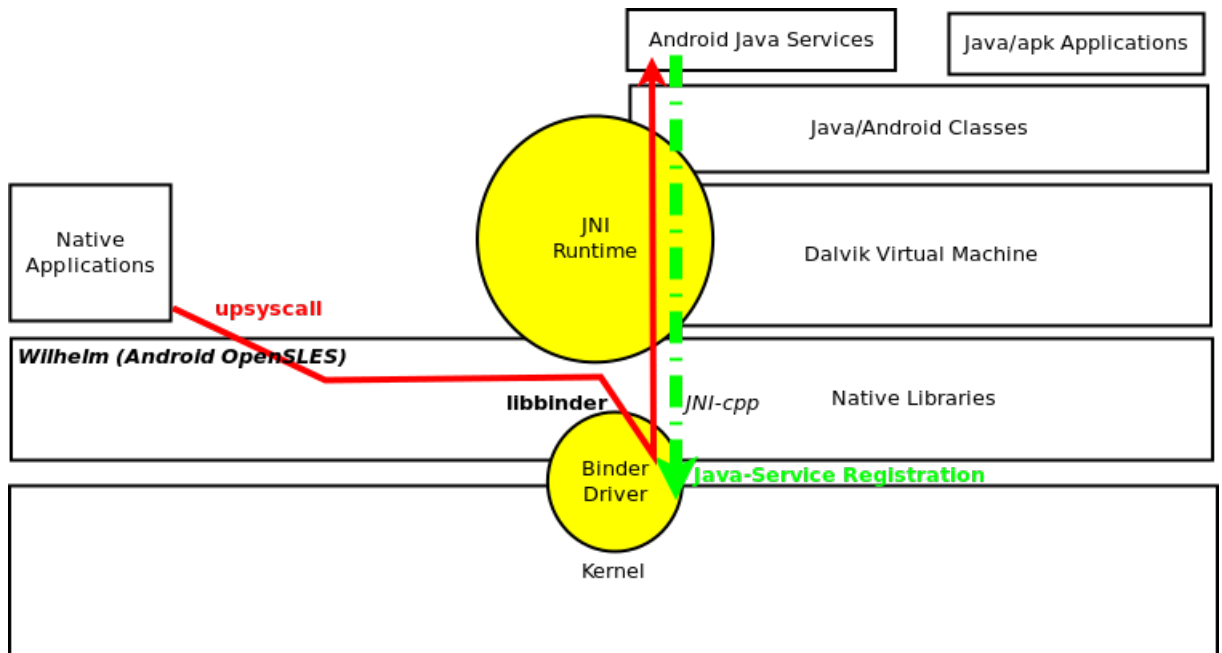 Android Java Services
Java/apk Applications
Java/Android Classes
JNI
Runtime
Native
Applications
Dalvik Virtual Machine
upsyscall
Wilhelm (Android OpenSLES)
libbinder
JNI-cpp
Native Libraries
Binder
Driver
Java-Service Registration
Kernel